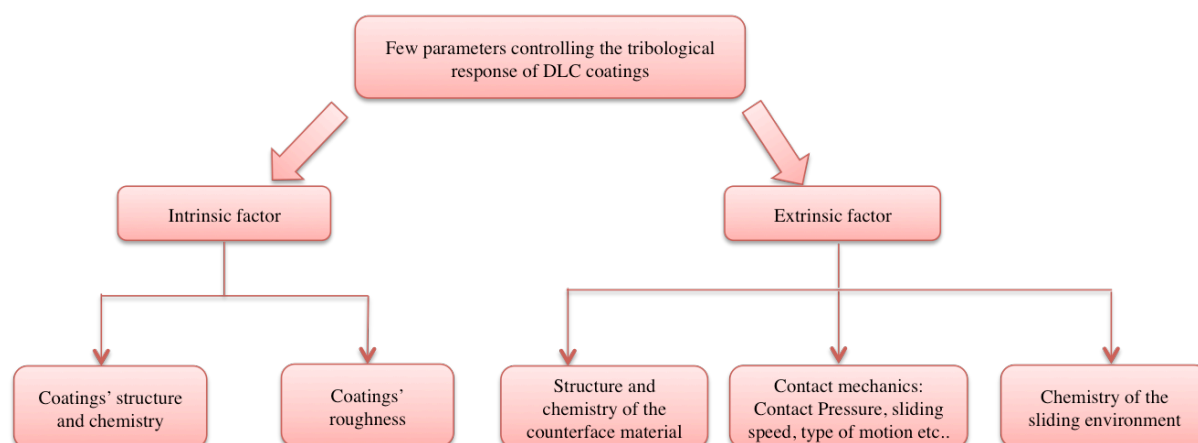 Few parameters controlling the tribological
response of DLC coatings
Intrinsic factor
Extrinsic factor
Coatings’ structure
and chemistry
Coatings’
roughness
Structure and
chemistry of the
counterface material
Contact mechanics:
Contact Pressure, sliding
speed, type of motion etc..
Chemistry of the
sliding environment